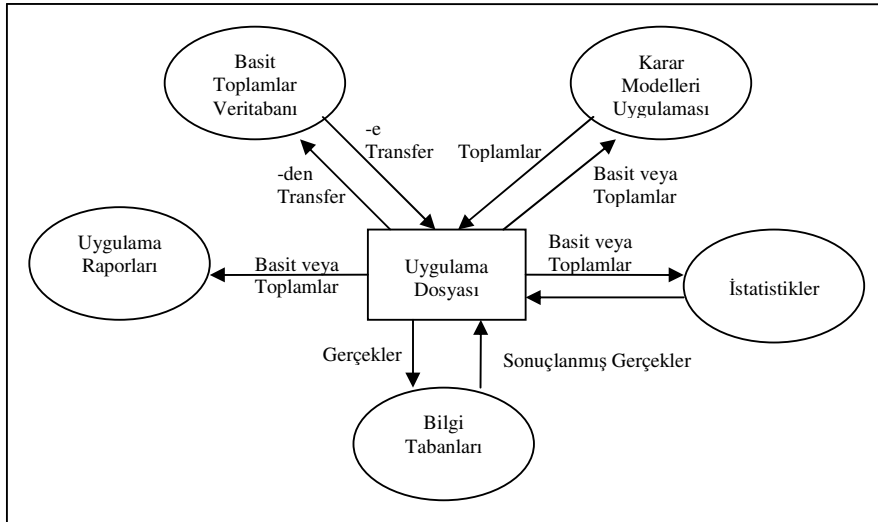 Basit
Toplamlar
Veritabanı
Karar
Modelleri
Uygulaması
-e
Transfer
Toplamlar
-den
Transfer
Basit veya
Toplamlar
Uygulama
Raporları
Basit veya
Toplamlar
Uygulama
Dosyası
Basit veya
Toplamlar
İstatistikler
Gerçekler
Sonuçlanmış Gerçekler
Bilgi
Tabanları